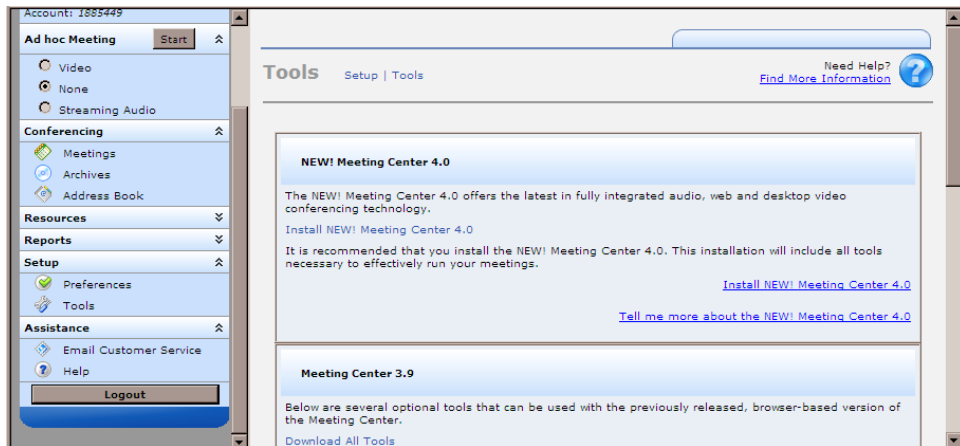 Account: 1885449
Ad hoc Meeting Start
Video
None
Streaming Audio
Conferencing
Meetings
Archives
Address Book
Resources
Reports
Setup
Preferences
Tools
Assistance
Email Customer Service
Help
Logout
Tools Setup | Tools
Need Help?
Find More Information
NEW! Meeting Center 4.0
The NEW! Meeting Center 4.0 offers the latest in fully integrated audio, web and desktop video
conferencing technology.
Install NEW! Meeting Center 4.0
It is recommended that you install the NEW! Meeting Center 4.0. This installation will include all tools
necessary to effectively run your meetings.
Install NEW! Meeting Center 4.0
Tell me more about the NEW! Meeting Center 4.0
Meeting Center 3.9
Below are several optional tools that can be used with the previously released, browser-based version of
the Meeting Center.
Download All Tools